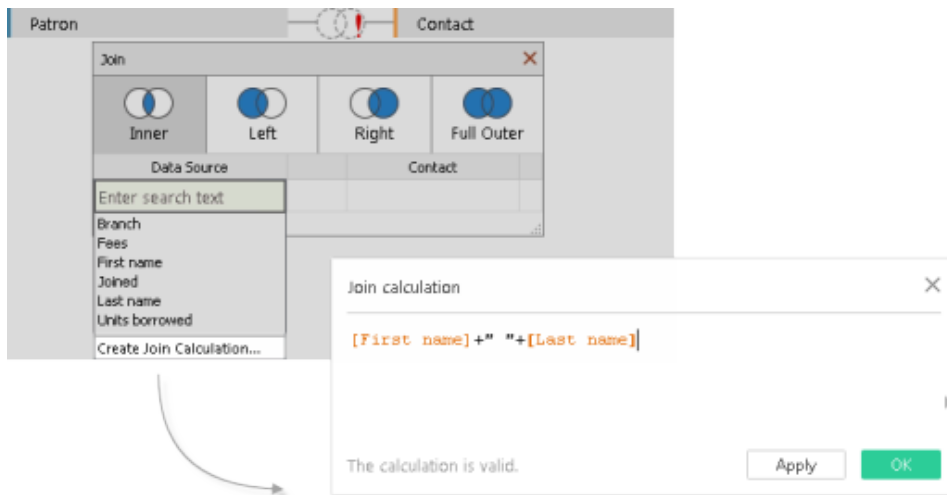 Patron
Contact
Join
Inner
Left
Right
Full Outer
Data Source
Contact
Enter search text
Branch
Fees
First name
Joined
Last name
Units borrowed
Create Join Calculation...
Join calculation
[First name]+" "+[Last name]
The calculation is valid.
Apply
OK